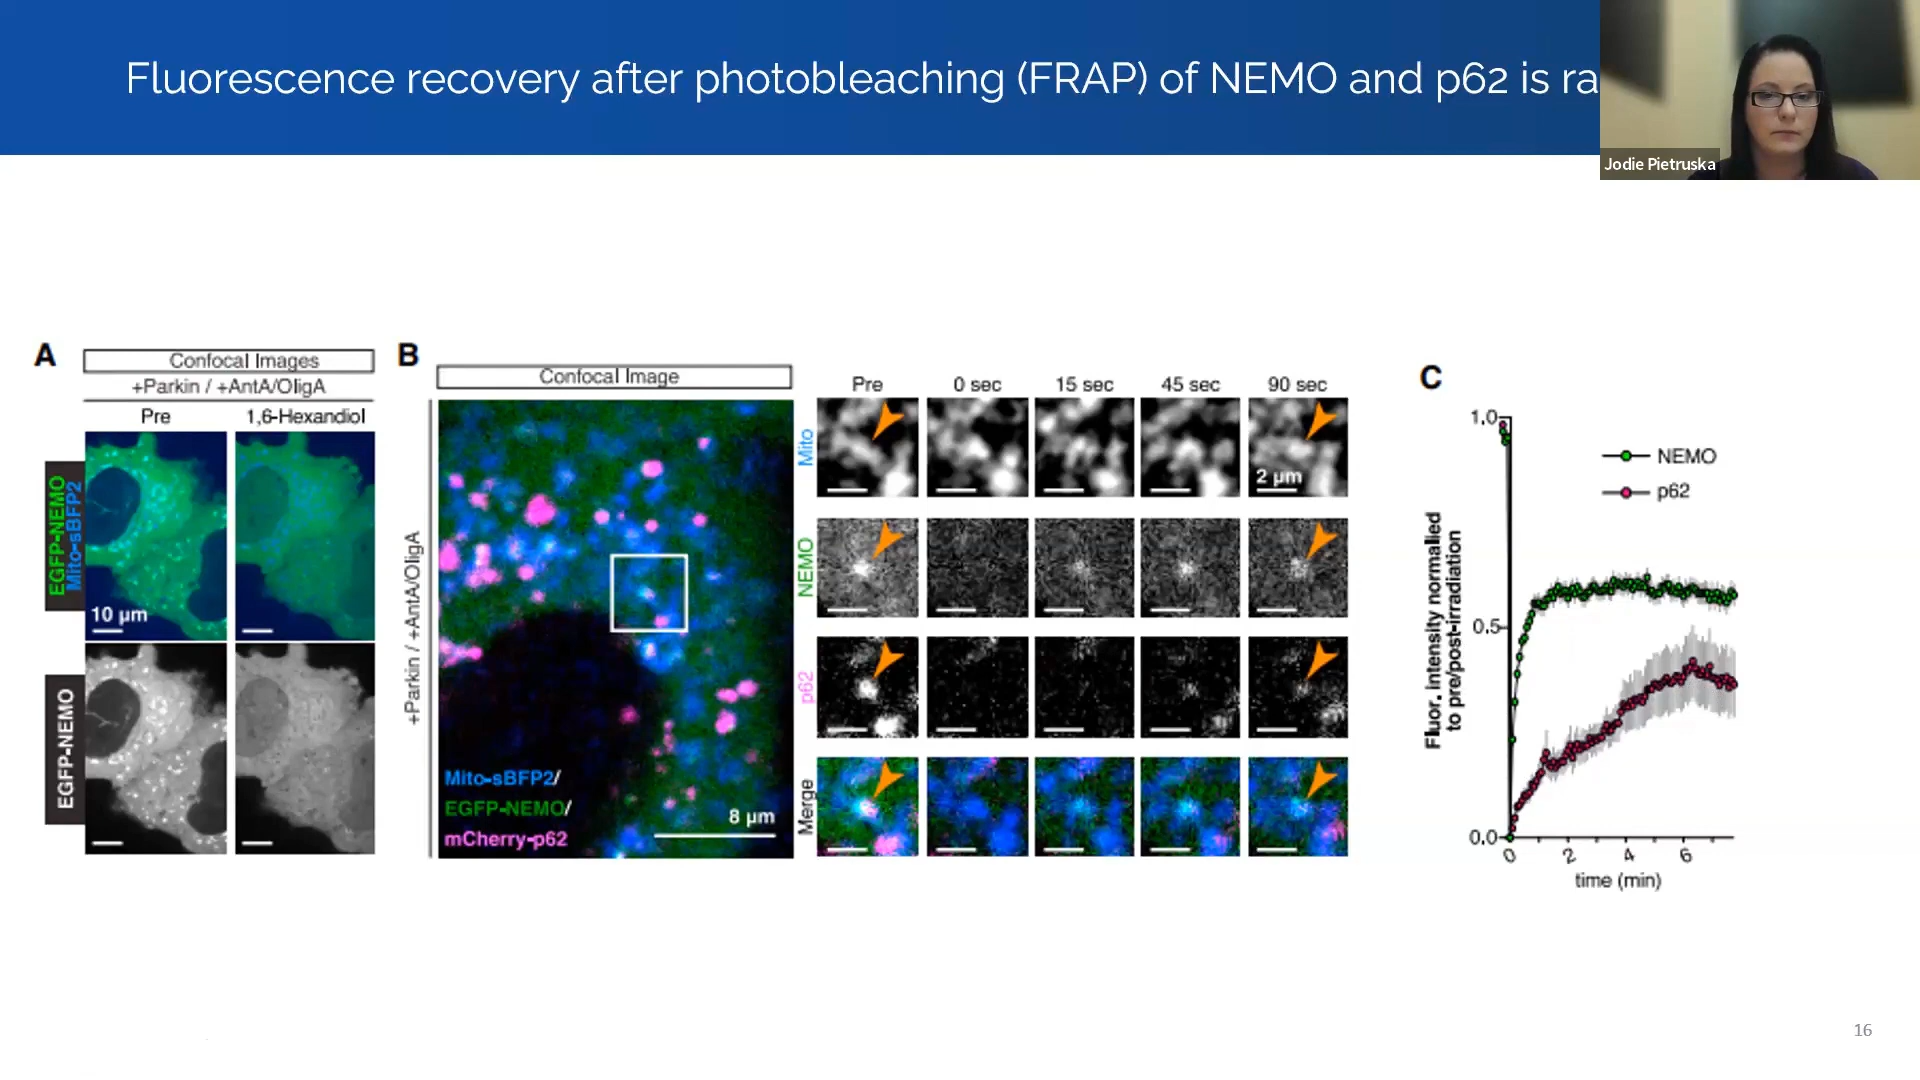 Fluorescence recovery after photobleaching (FRAP) of NEMO and p62 is ra
Jodie Pietruska
A
Confocal Images
+Parkin / +AntA/OligA
Pre
1,6-Hexandiol
EGFP-NEMO
Mito-sBFP2
10 µm
EGFP-NEMO
B
Confocal Image
+Parkin / +AntA/OligA
Mito-sBFP2/
EGFP-NEMO/
mCherry-p62
8 µm
Pre
0 sec
15 sec
45 sec
90 sec
Mito
2 µm
NEMO
p62
Merge
C
NEMO
p62
Fluor. intensity normalied
to pre/post-irradiation
1.0
0.5
0.0
0
2
4
6
time (min)
16